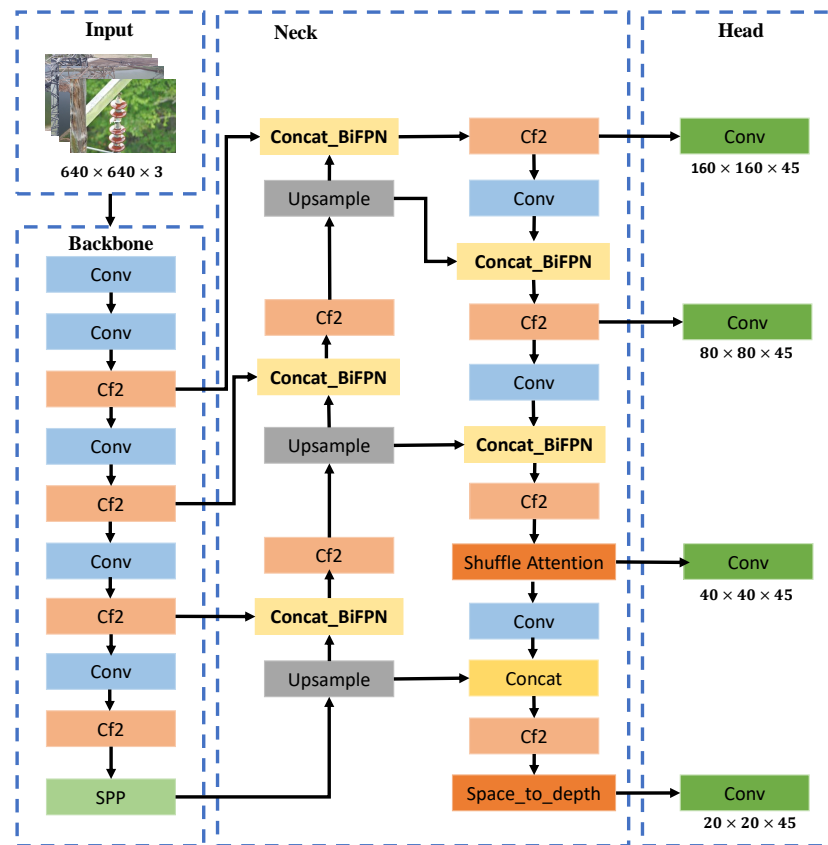 Input
640 × 640 × 3
Backbone
Conv
Conv
Cf2
Conv
Cf2
Conv
Cf2
Conv
Cf2
SPP
Neck
Concat_BiFPN
Upsample
Cf2
Concat_BiFPN
Upsample
Cf2
Concat_BiFPN
Upsample
Cf2
Conv
Concat_BiFPN
Cf2
Conv
Concat_BiFPN
Cf2
Shuffle Attention
Conv
Concat
Cf2
Space_to_depth
Head
Conv
160 × 160 × 45
Conv
80 × 80 × 45
Conv
40 × 40 × 45
Conv
20 × 20 × 45